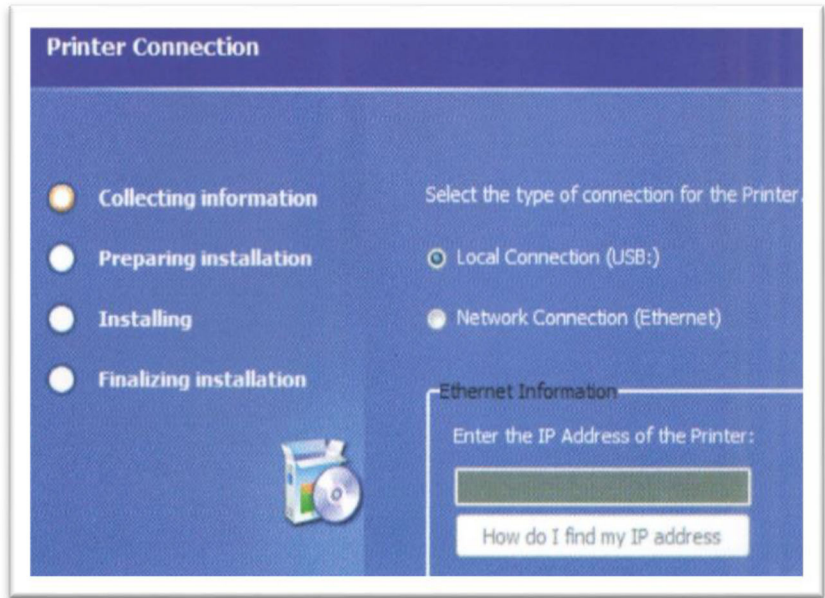 Printer Connection
Collecting information
Preparing installation
Installing
Finalizing installation
Select the type of connection for the Printer.
Local Connection (USB:)
Network Connection (Ethernet)
Ethernet Information
Enter the IP Address of the Printer:
How do I find my IP address